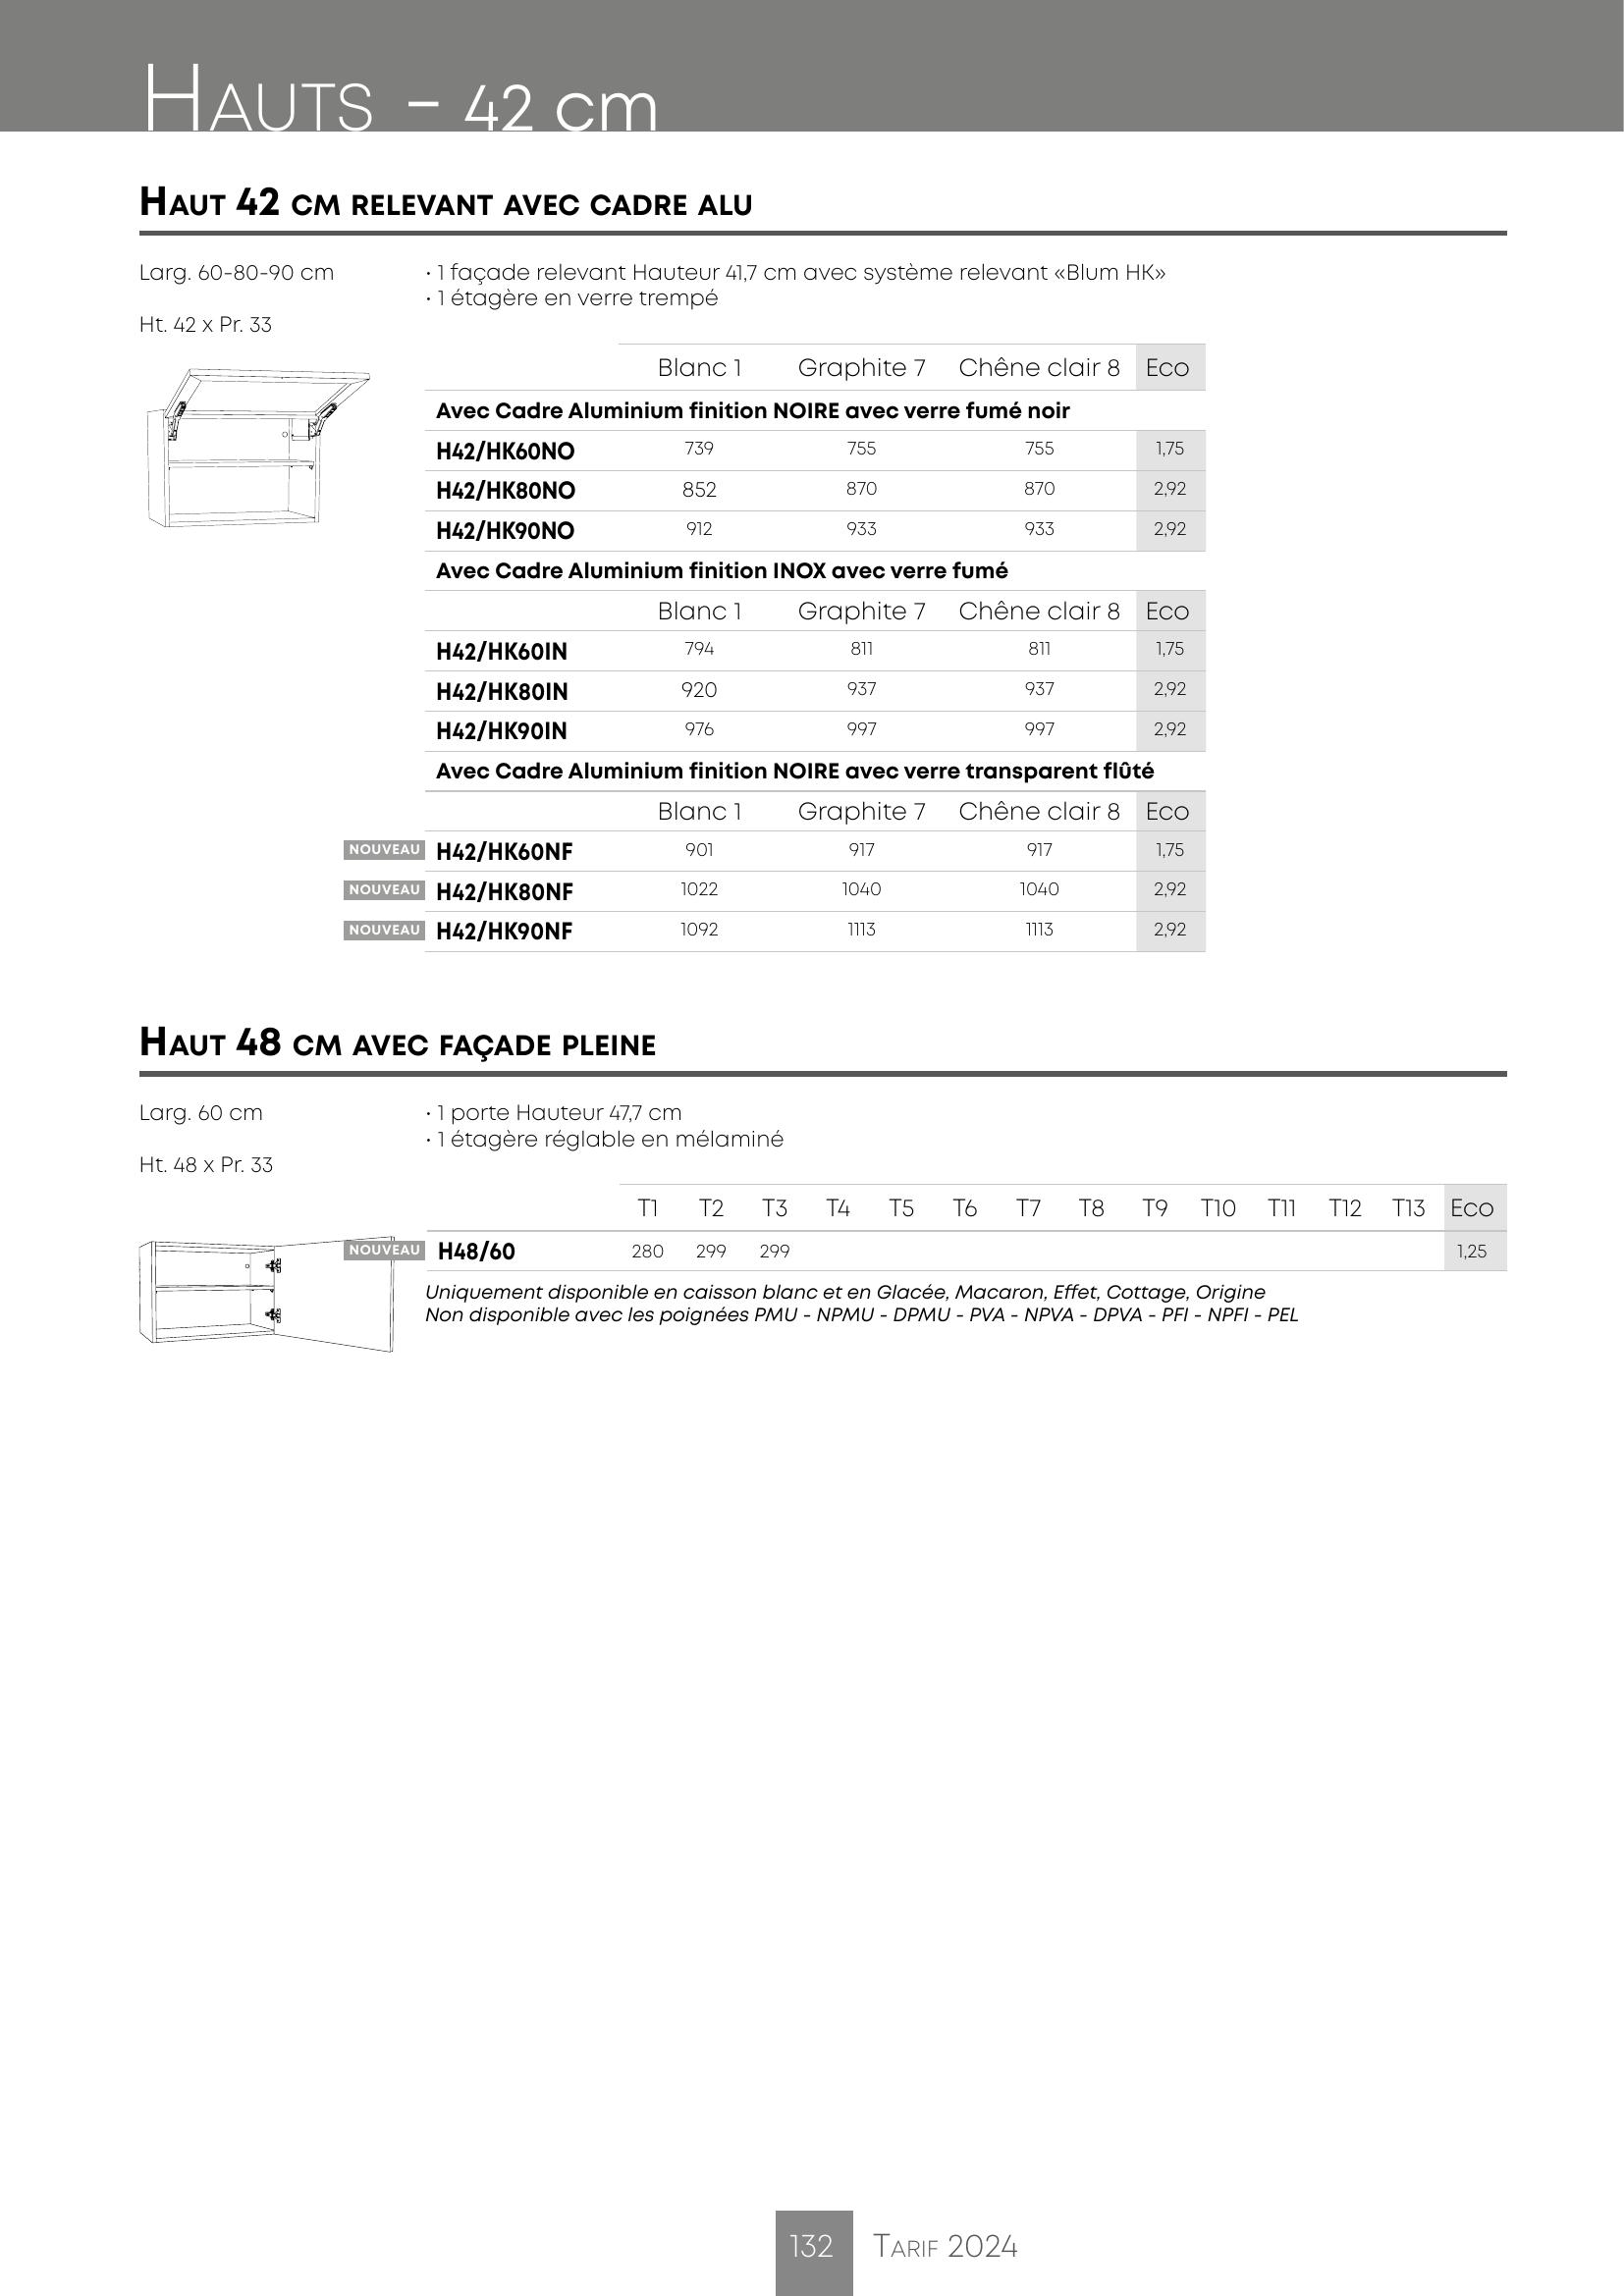 HAUTS - 42 cm
HAUT 42 CM RELEVANT AVEC CADRE ALU
Larg. 60-80-90 cm
Ht. 42 x Pr. 33
• 1 façade relevant Hauteur 41,7 cm avec système relevant «Blum HK»
• 1 étagère en verre trempé
Blanc 1 Graphite 7 Chêne clair 8 Eco
Avec Cadre Aluminium finition NOIRE avec verre fumé noir
H42/HK60NO 739 755 755 1,75
H42/HK80NO 852 870 870 2,92
H42/HK90NO 912 933 933 2,92
Avec Cadre Aluminium finition INOX avec verre fumé
Blanc 1 Graphite 7 Chêne clair 8 Eco
H42/HK60IN 794 811 811 1,75
H42/HK80IN 920 937 937 2,92
H42/HK90IN 976 997 997 2,92
Avec Cadre Aluminium finition NOIRE avec verre transparent flûté
Blanc 1 Graphite 7 Chêne clair 8 Eco
NOUVEAU H42/HK60NF 901 917 917 1,75
NOUVEAU H42/HK80NF 1022 1040 1040 2,92
NOUVEAU H42/HK90NF 1092 1113 1113 2,92
HAUT 48 CM AVEC FAÇADE PLEINE
Larg. 60 cm
Ht. 48 x Pr. 33
• 1 porte Hauteur 47,7 cm
• 1 étagère réglable en mélaminé
T1 T2 T3 T4 T5 T6 T7 T8 T9 T10 T11 T12 T13 Eco
NOUVEAU H48/60 280 299 299 1,25
Uniquement disponible en caisson blanc et en Glacée, Macaron, Effet, Cottage, Origine
Non disponible avec les poignées PMU - NPMU - DPMU - PVA - NPVA - DPVA - PFI - NPFI - PEL
132 TARIF 2024